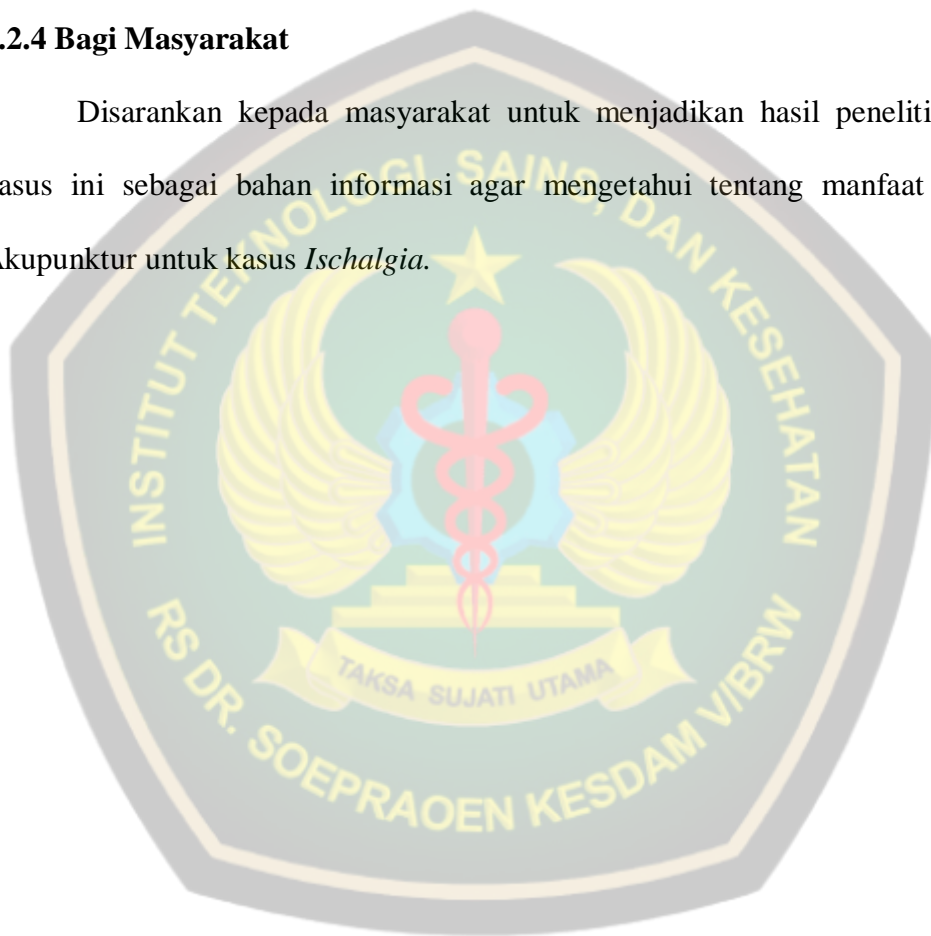 .2.4 Bagi Masyarakat
Disarankan kepada masyarakat untuk menjadikan hasil peneliti
asus ini sebagai bahan informasi agar mengetahui tentang manfaat
Akupunktur untuk kasus Ischalgia.
INSTITUT TEKNOLOGI SAINS, DAN KESEHATAN
TAKSA SUJATI UTAMA
RS DR. SOEPRAOEN KESDAM V/BRW